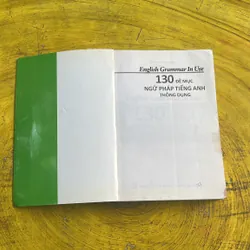 English Grammar In Use
130 ĐỀ MỤC
NGỮ PHÁP TIẾNG ANH
THÔNG DỤNG